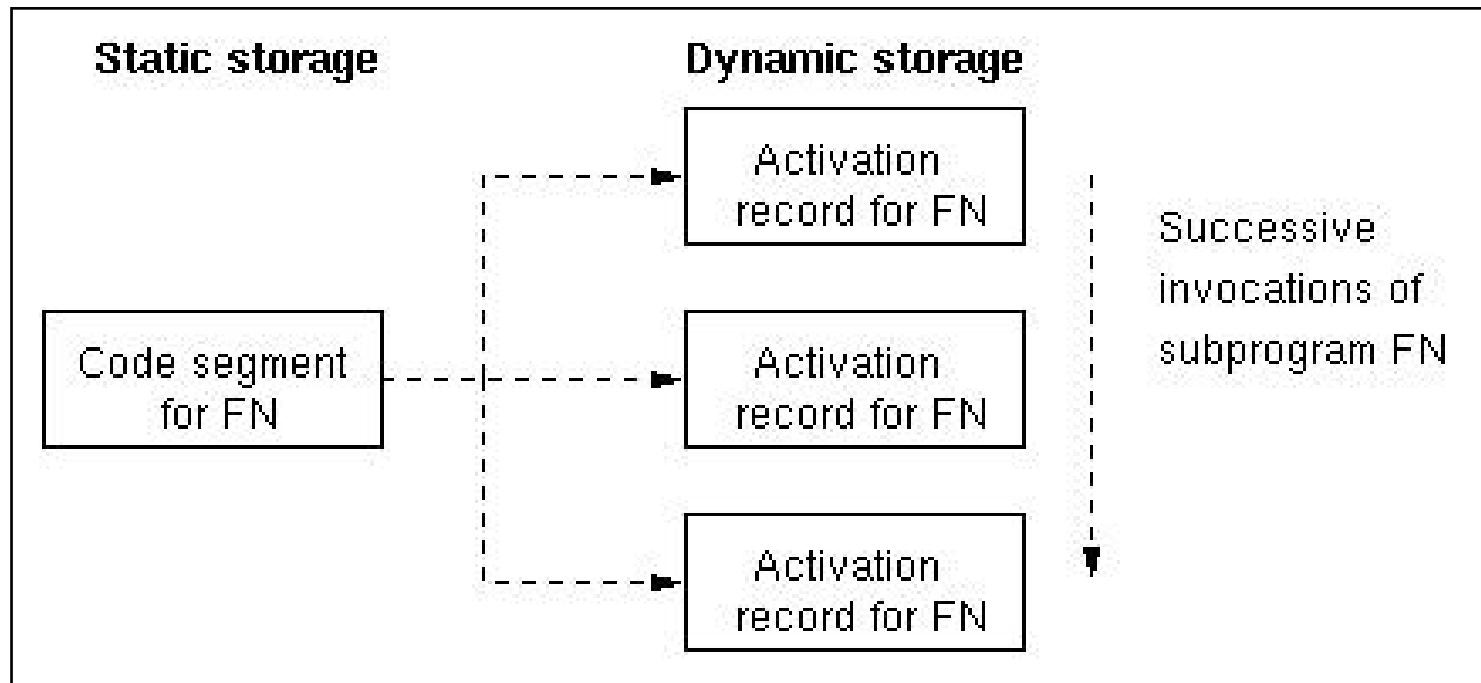 Static storage
Dynamic storage
Activation
record for FN
Successive
invocations of
subprogram FN
Code segment
for FN
Activation
record for FN
Activation
record for FN